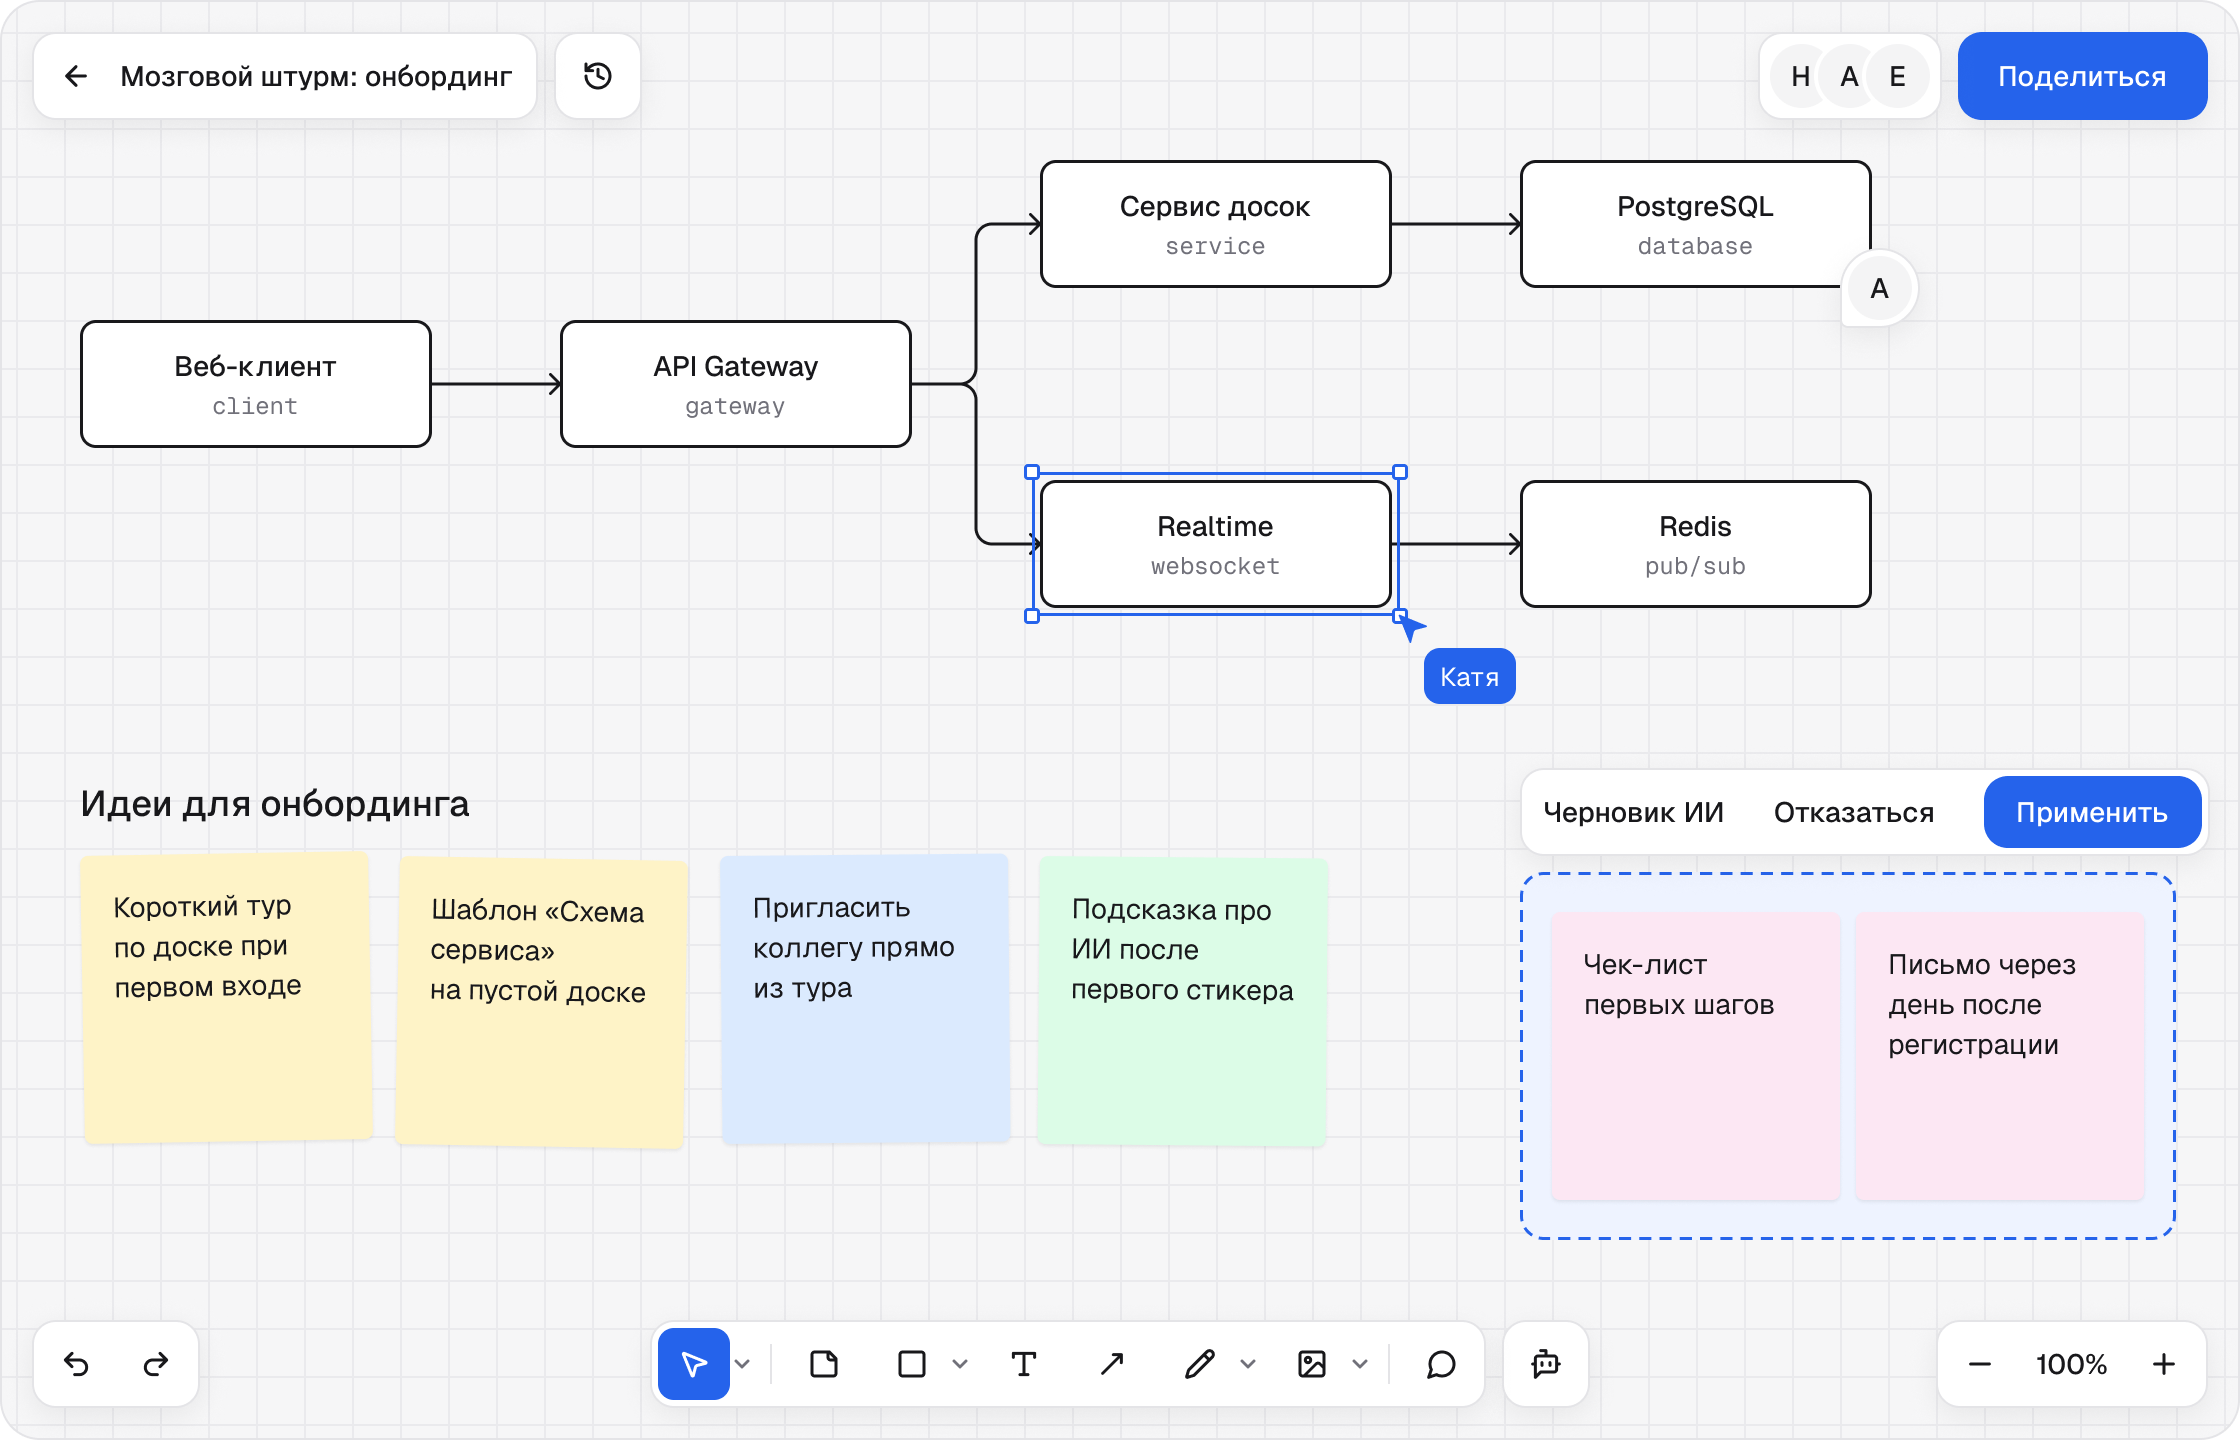 Мозговой штурм: онбординг
Н
А
Е
Поделиться
Сервис досок
service
PostgreSQL
database
А
Веб-клиент
client
API Gateway
gateway
Realtime
websocket
Redis
pub/sub
Катя
Идеи для онбординга
Черновик ИИ
Отказаться
Применить
Короткий тур
по доске при
первом входе
Шаблон «Схема
сервиса»
на пустой доске
Пригласить
коллегу прямо
из тура
Подсказка про
ИИ после
первого стикера
Чек-лист
первых шагов
Письмо через
день после
регистрации
100%